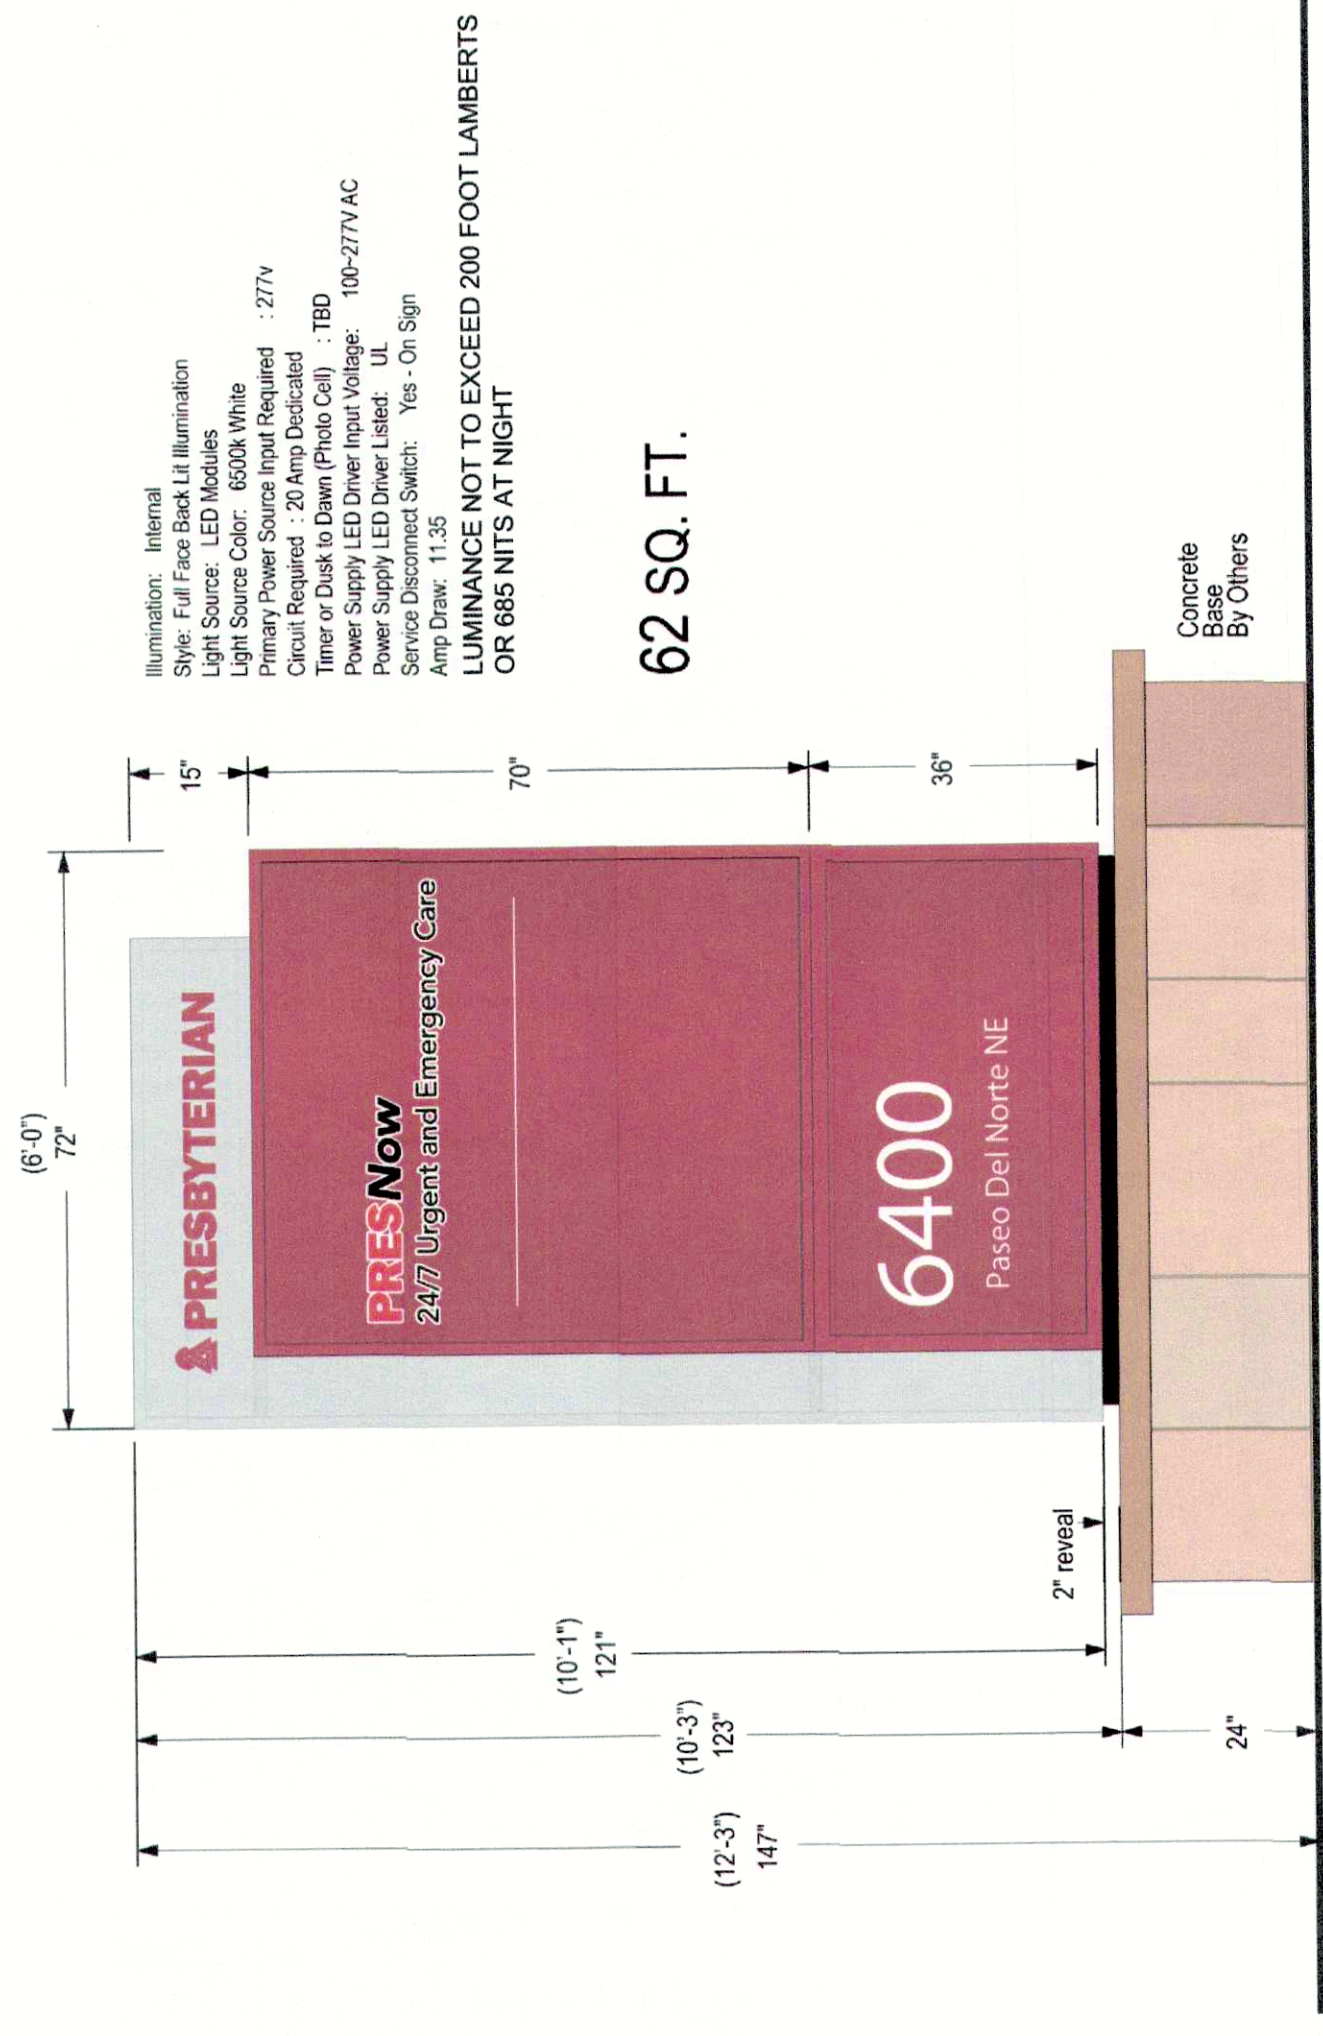 (6'-0")
72"
PRESBYTERIAN
15"
PRESNow
24/7 Urgent and Emergency Care
70"
6400
Paseo Del Norte NE
36"
Illumination: Internal
Style: Full Face Back Lit Illumination
Light Source: LED Modules
Light Source Color: 6500k White
Primary Power Source Input Required : 277v
Circuit Required : 20 Amp Dedicated
Timer or Dusk to Dawn (Photo Cell) : TBD
Power Supply LED Driver Input Voltage: 100~277V AC
Power Supply LED Driver Listed: UL
Service Disconnect Switch: Yes - On Sign
Amp Draw: 11.35
LUMINANCE NOT TO EXCEED 200 FOOT LAMBERTS
OR 685 NITS AT NIGHT
62 SQ. FT.
(10'-1")
121"
(10'-3")
123"
(12'-3")
147"
2" reveal
24"
Concrete
Base
By Others